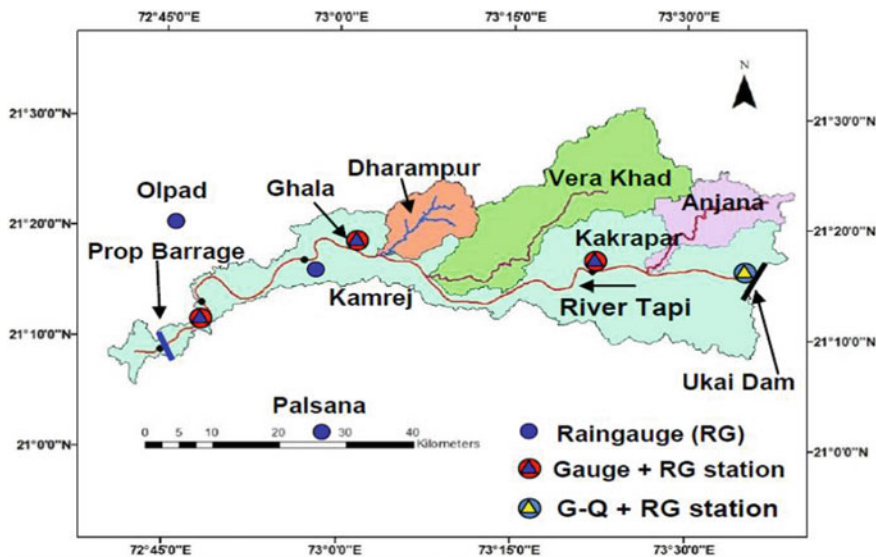 72°45'0"E 73°0'0"E 73°15'0"E 73°30'0"E
N
21°30'0"N 21°30'0"N
Dharampur
Olpad Ghala Vera Khad Anjana
21°20'0"N 21°20'0"N
Prop Barrage Kakrapar
Kamrej River Tapi
21°10'0"N 21°10'0"N
Ukai Dam
Palsana
0 5 10 20 30 40
Kilometers
21°0'0"N 21°0'0"N
Raingauge (RG)
Gauge + RG station
G-Q + RG station
72°45'0"E 73°0'0"E 73°15'0"E 73°30'0"E